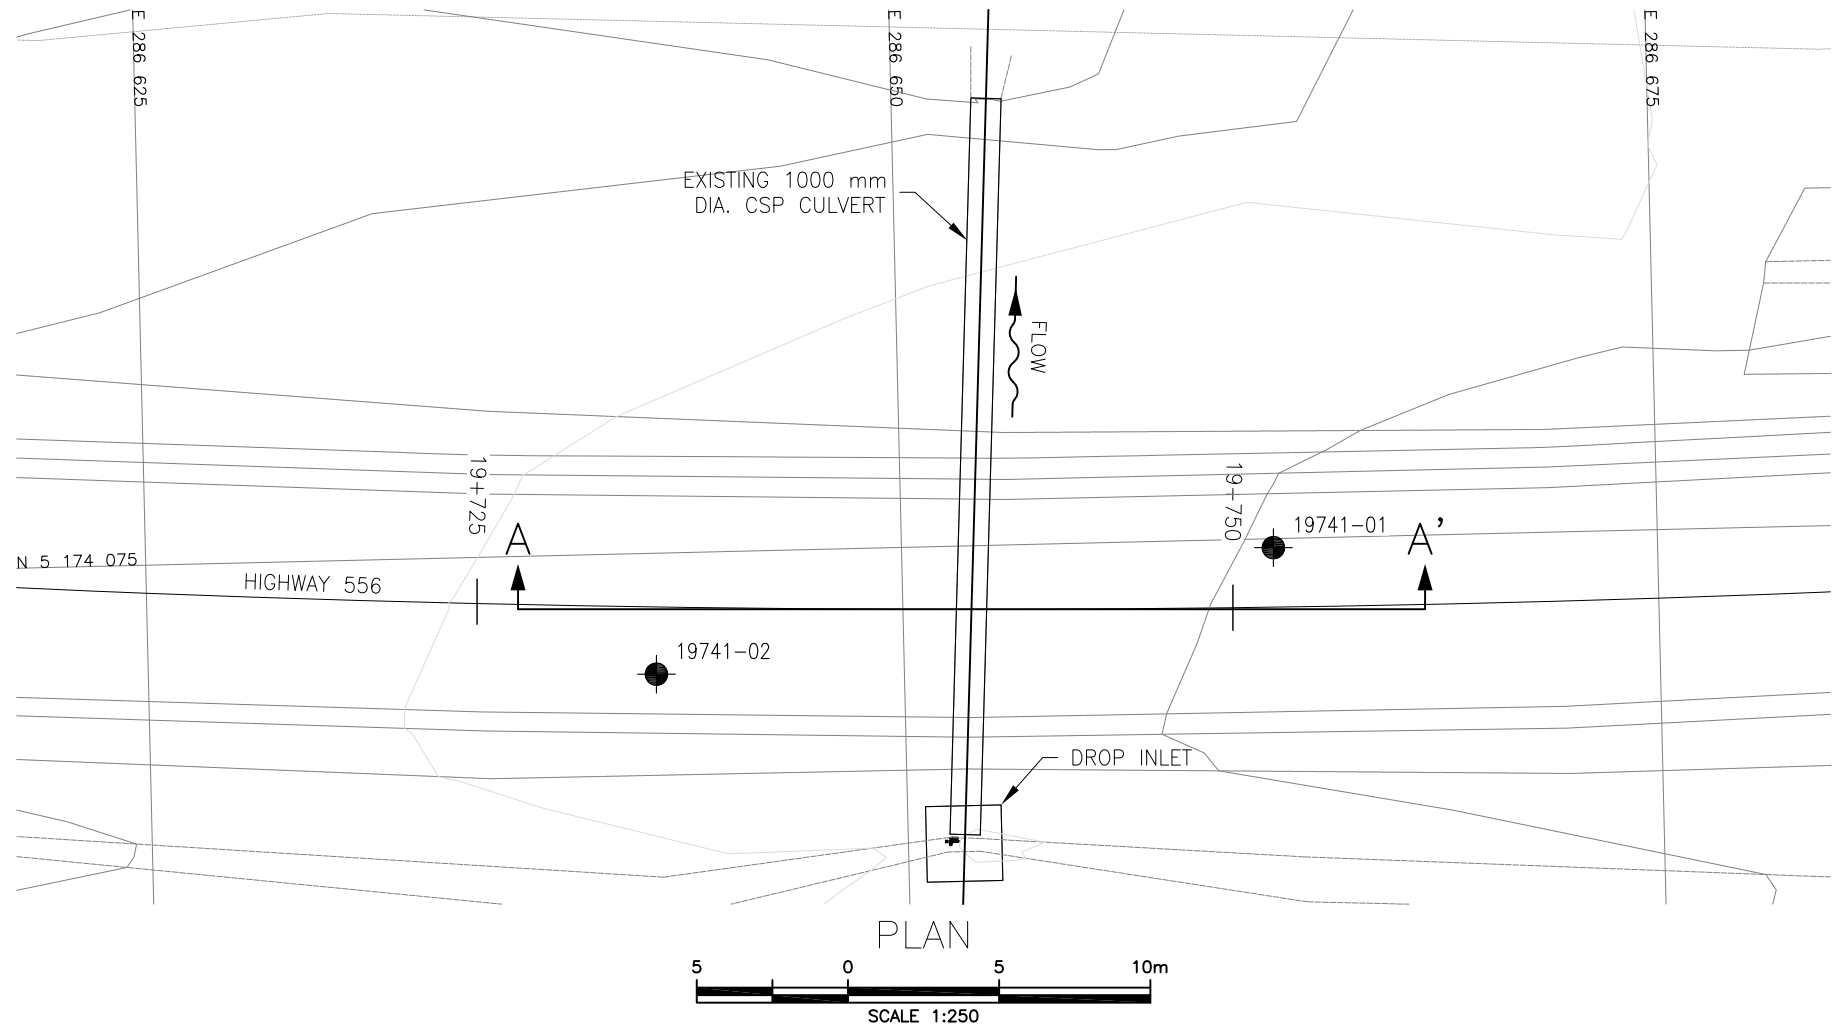 E 286 625
E 286 650
E 286 675
EXISTING 1000 mm
DIA. CSP CULVERT
FLOW
19+725
19+750
A
19741-01
A'
N 5 174 075
HIGHWAY 556
19741-02
DROP INLET
PLAN
5 0 5 10m
SCALE 1:250